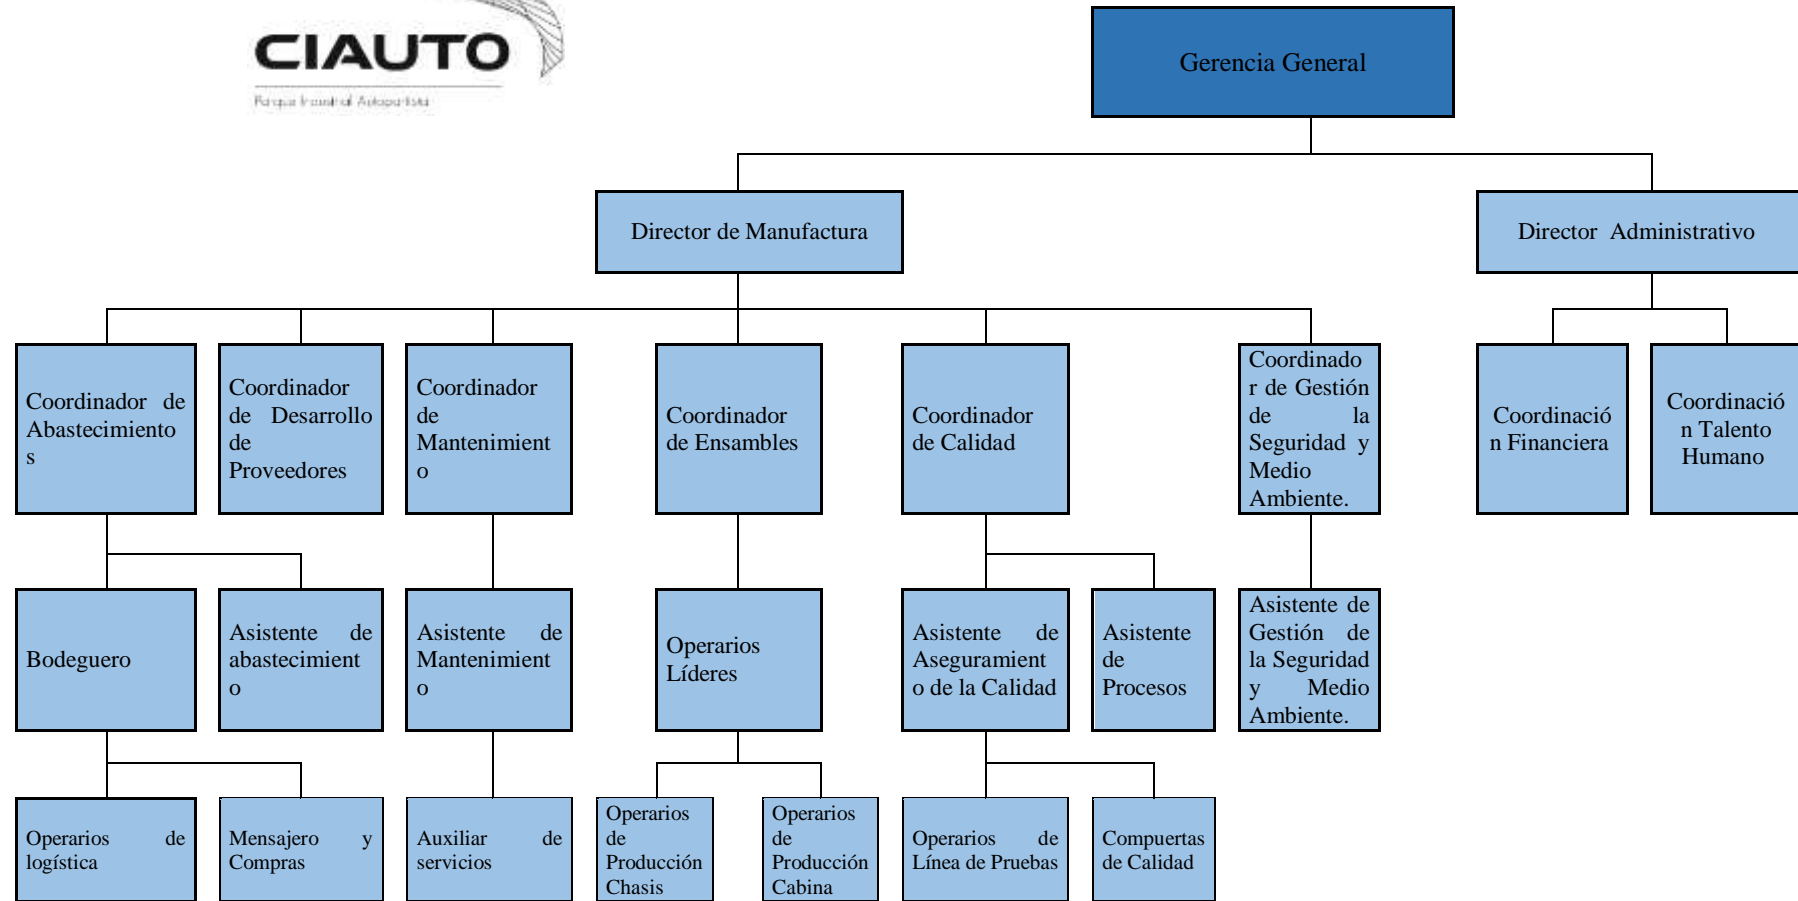 CIAUTO
Parque Industrial Autopartista
Gerencia General
Director de Manufactura
Director Administrativo
Coordinador de
Abastecimiento
s
Coordinador
de Desarrollo
de
Proveedores
Coordinador
de
Mantenimient
o
Coordinador
de Ensambles
Coordinador
de Calidad
Coordinado
r de Gestión
de la
Seguridad y
Medio
Ambiente.
Coordinació
n Financiera
Coordinació
n Talento
Humano
Bodeguero
Asistente de
abastecimient
o
Asistente de
Mantenimient
o
Operarios
Líderes
Asistente de
Aseguramient
o de la Calidad
Asistente
de
Procesos
Asistente de
Gestión de
la Seguridad
y Medio
Ambiente.
Operarios de
logística
Mensajero y
Compras
Auxiliar de
servicios
Operarios
de
Producción
Chasis
Operarios
de
Producción
Cabina
Operarios de
Línea de Pruebas
Compuertas
de Calidad